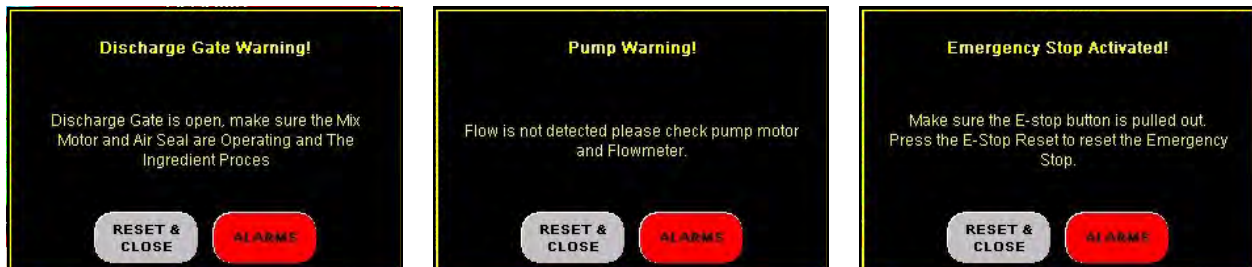 Discharge Gate Warning!
Discharge Gate is open, make sure the Mix
Motor and Air Seal are Operating and The
Ingredient Proces
RESET &
CLOSE
ALARMS
Pump Warning!
Flow is not detected please check pump motor
and Flowmeter.
RESET &
CLOSE
ALARMS
Emergency Stop Activated!
Make sure the E-stop button is pulled out.
Press the E-Stop Reset to reset the Emergency
Stop.
RESET &
CLOSE
ALARMS